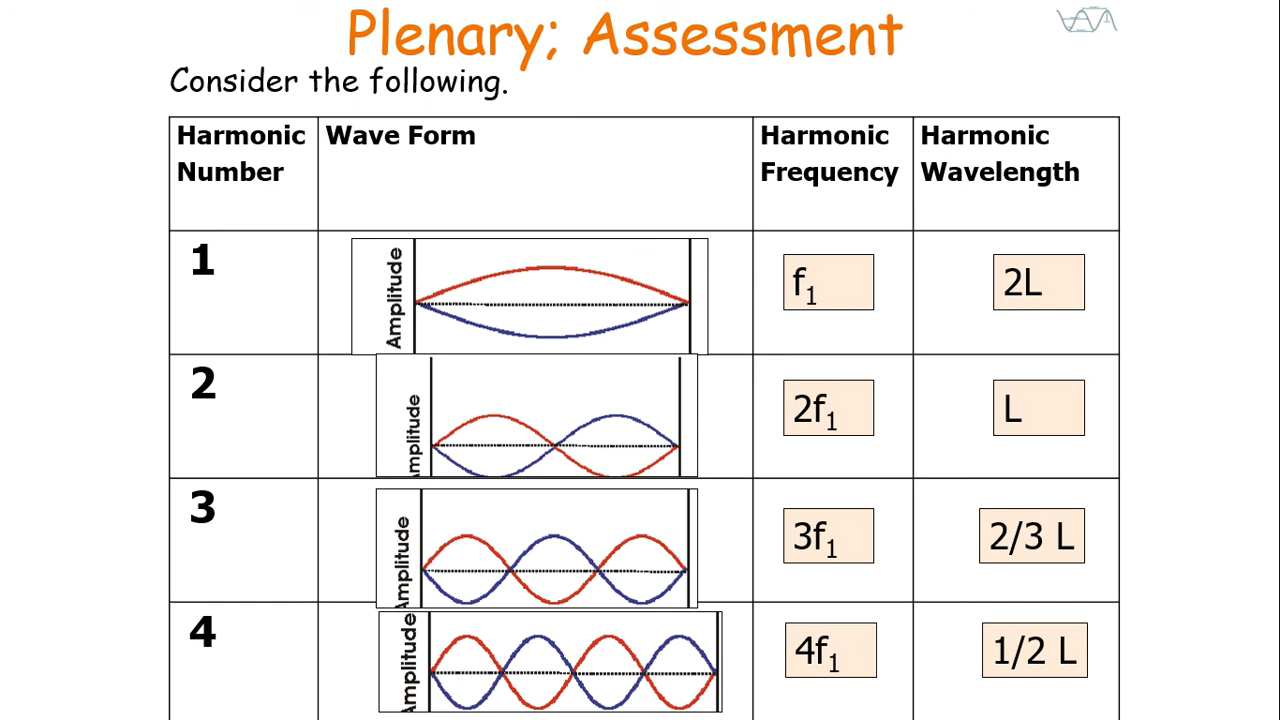 Plenary; Assessment
Consider the following.
Harmonic Number
Wave Form
Harmonic Frequency
Harmonic Wavelength
1
Amplitude
f₁
2L
2
Amplitude
2f₁
L
3
Amplitude
3f₁
2/3 L
4
Amplitude
4f₁
1/2 L